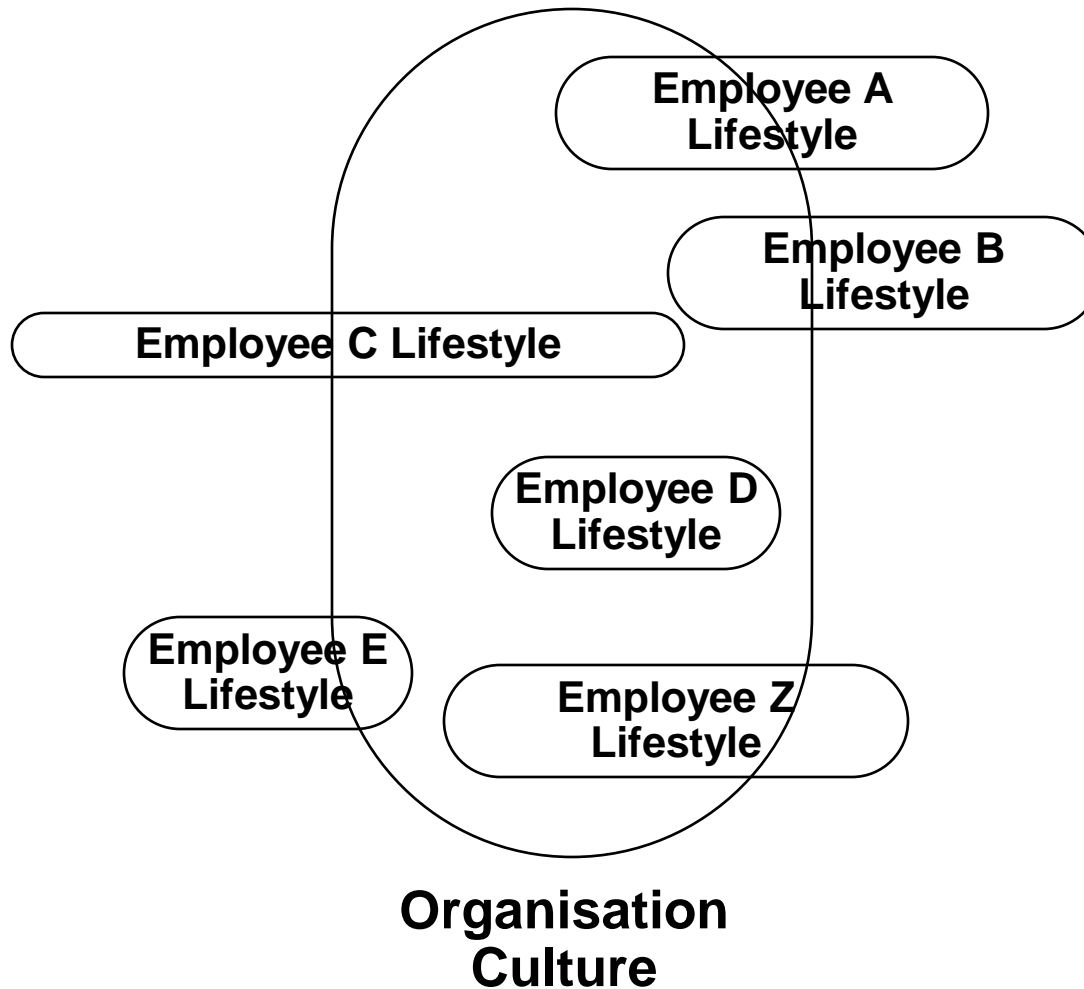 Employee A
Lifestyle
Employee B
Lifestyle
Employee C Lifestyle
Employee D
Lifestyle
Employee E
Lifestyle
Employee Z
Lifestyle
Organisation
Culture